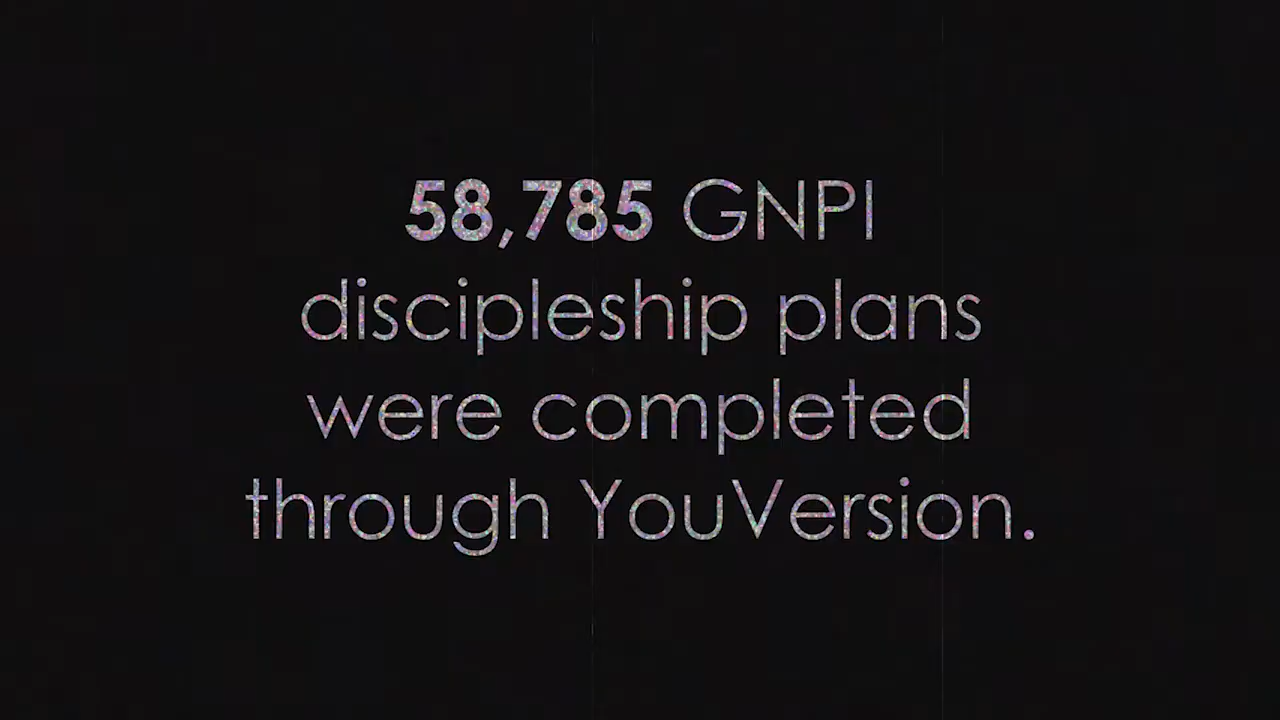 58,785 GNPI
discipleship plans
were completed
through YouVersion.